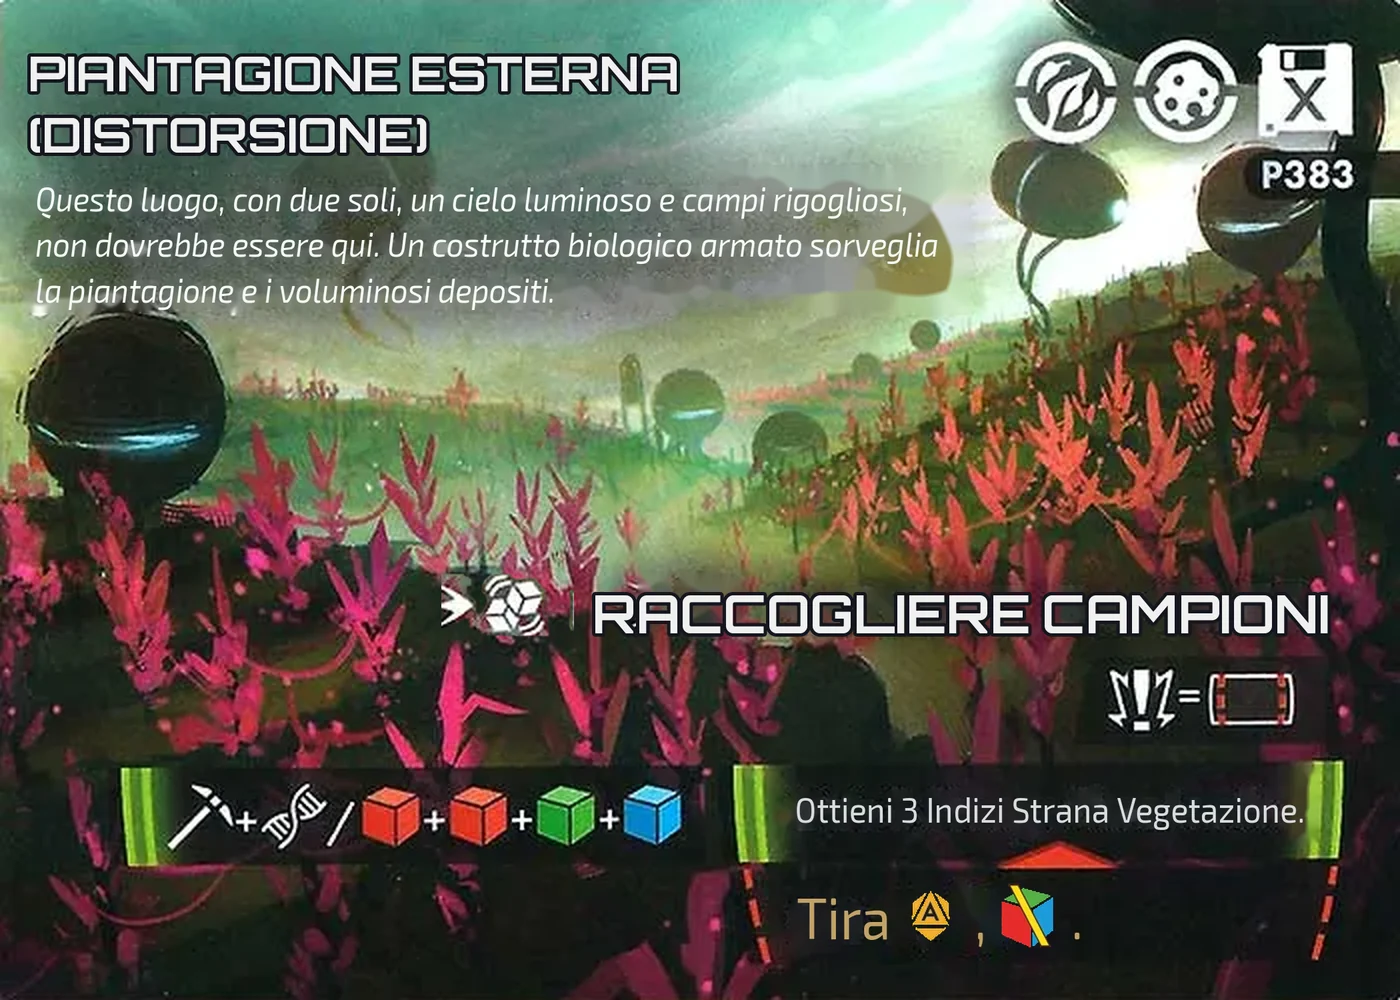 PIANTAGIONE ESTERNA
(DISTORSIONE)
X
P383
Questo luogo, con due soli, un cielo luminoso e campi rigogliosi,
non dovrebbe essere qui. Un costrutto biologico armato sorveglia
la piantagione e i voluminosi depositi.
RACCOGLIERE CAMPIONI
! =
+ / + + +
Ottieni 3 Indizi Strana Vegetazione.
Tira A , .